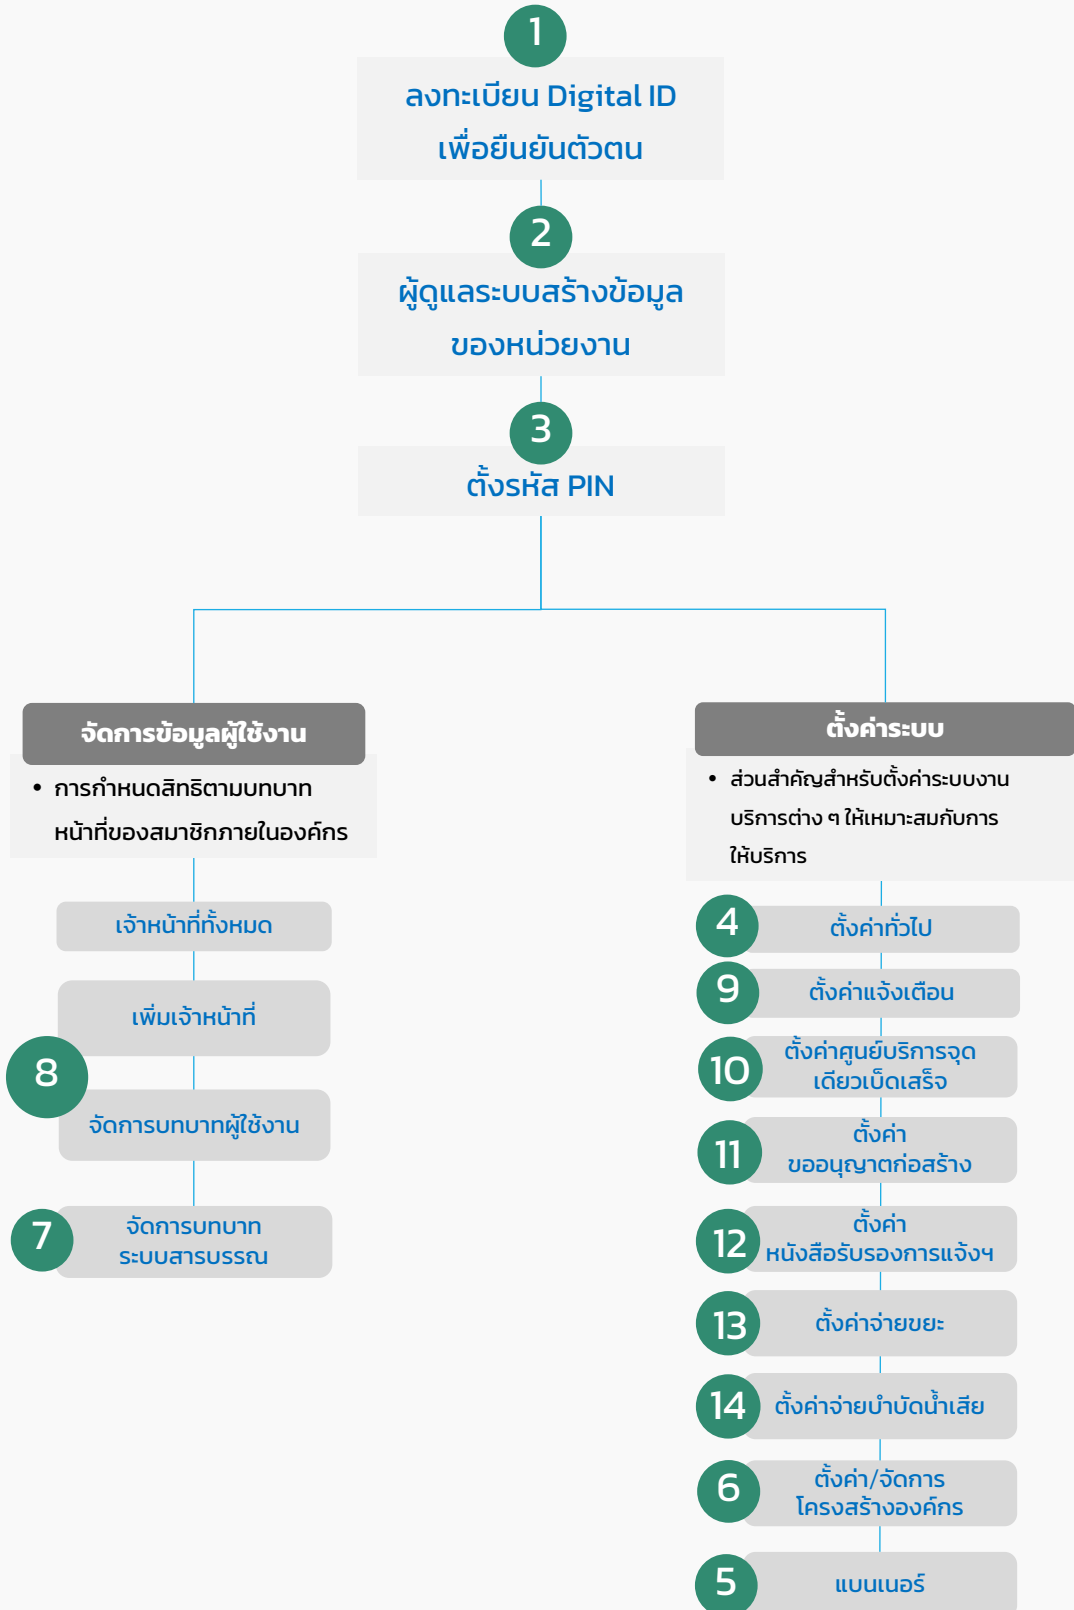 1
ลงทะเบียน Digital ID
เพื่อยืนยันตัวตน
2
ผู้ดูแลระบบสร้างข้อมูล
ของหน่วยงาน
3
ตั้งรหัส PIN
จัดการข้อมูลผู้ใช้งาน
• การกำหนดสิทธิตามบทบาท
หน้าที่ของสมาชิกภายในองค์กร
เจ้าหน้าที่ทั้งหมด
เพิ่มเจ้าหน้าที่
8
จัดการบทบาทผู้ใช้งาน
7
จัดการบทบาท
ระบบสารบรรณ
ตั้งค่าระบบ
• ส่วนสำคัญสำหรับตั้งค่าระบบงาน
บริการต่าง ๆ ให้เหมาะสมกับการ
ให้บริการ
4
ตั้งค่าทั่วไป
9
ตั้งค่าแจ้งเตือน
10
ตั้งค่าศูนย์บริการจุด
เดียวเบ็ดเสร็จ
11
ตั้งค่า
ขออนุญาตก่อสร้าง
12
ตั้งค่า
หนังสือรับรองการแจ้งฯ
13
ตั้งค่าจ่ายขยะ
14
ตั้งค่าจ่ายบำบัดน้ำเสีย
6
ตั้งค่า/จัดการ
โครงสร้างองค์กร
5
แบนเนอร์